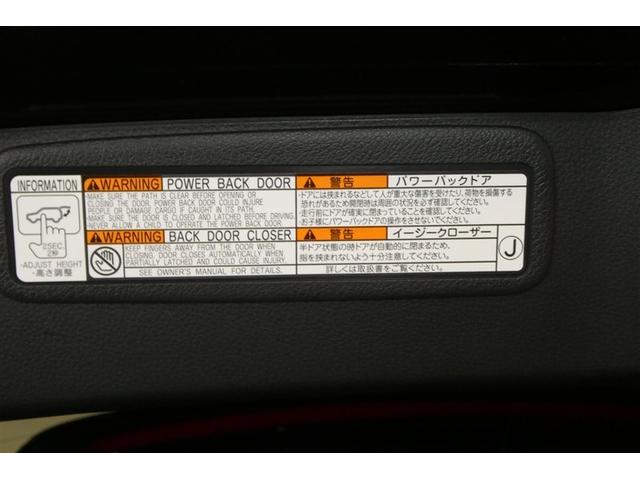 INFORMATION
2SEC.
2秒
·ADJUST HEIGHT
·高さ調整
WARNING POWER BACK DOOR
·MAKE SURE THE PATH IS CLEAR BEFORE OPENING OR
CLOSING THE DOOR. POWER BACK DOOR COULD INJURE
PEOPLE OR DAMAGE CARGO IF CAUGHT IN ITS PATH.
·MAKE SURE THE DOOR IS CLOSED AND LATCHED BEFORE DRIVING.
·NEVER ALLOW A CHILD TO OPERATE THE POWER BACK DOOR.
WARNING BACK DOOR CLOSER
KEEP FINGERS AWAY FROM THE DOOR WHEN
CLOSING. DOOR CLOSES AUTOMATICALLY WHEN
PARTIALLY LATCHED AND COULD CAUSE INJURY.
SEE OWNER'S MANUAL FOR DETAILS.
警告 パワーバックドア
·ドアには挟まれるなどして人が重大な傷害を受けたり、荷物を損傷する
恐れがあるため開閉時は周囲の状況を必ず確認してください。
·走行前にドアが確実に閉まっていることを確認してください。
·お子様にパワーバックドアの操作をさせないでください。
警告 イージークローザー
半ドア状態の時ドアが自動的に閉まるため、
指を挟まれないよう十分注意してください。
詳しくは取扱書をご覧ください。
J